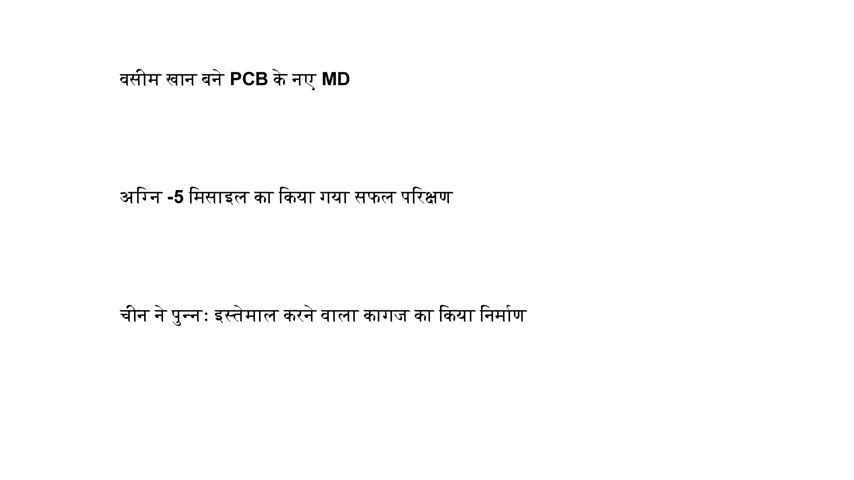 वसीम खान बने PCB के नए MD
अग्नि -5 मिसाइल का किया गया सफल परिक्षण
चीन ने पुन्न: इस्तेमाल करने वाला कागज का किया निर्माण